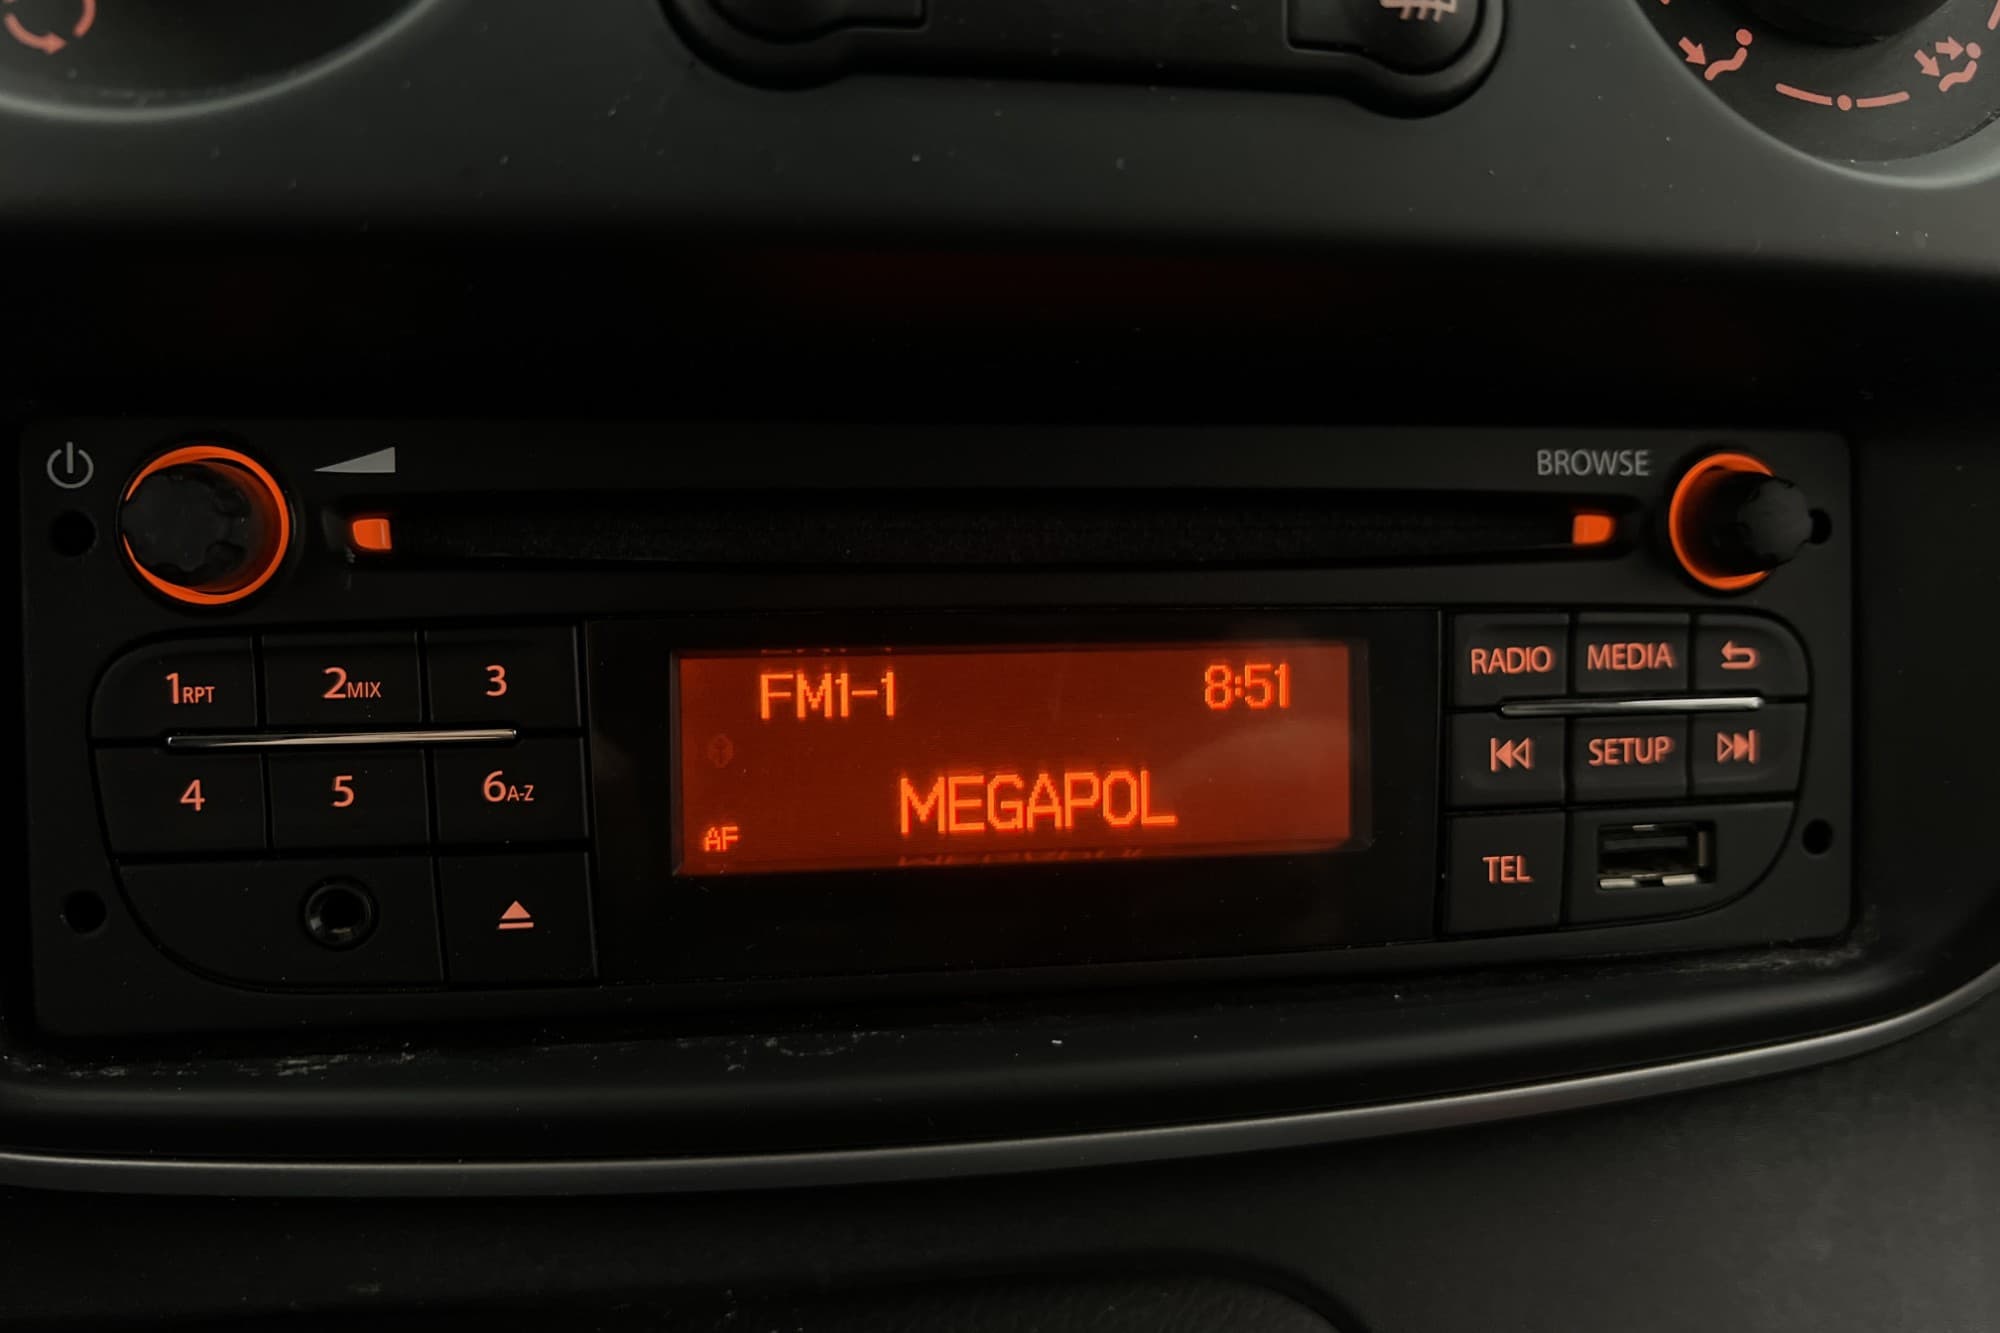 BROWSE
1RPT 2MIX 3
4 5 6A-Z
FM1-1 8:51
MEGAPOL
AF
RADIO MEDIA
SETUP
TEL